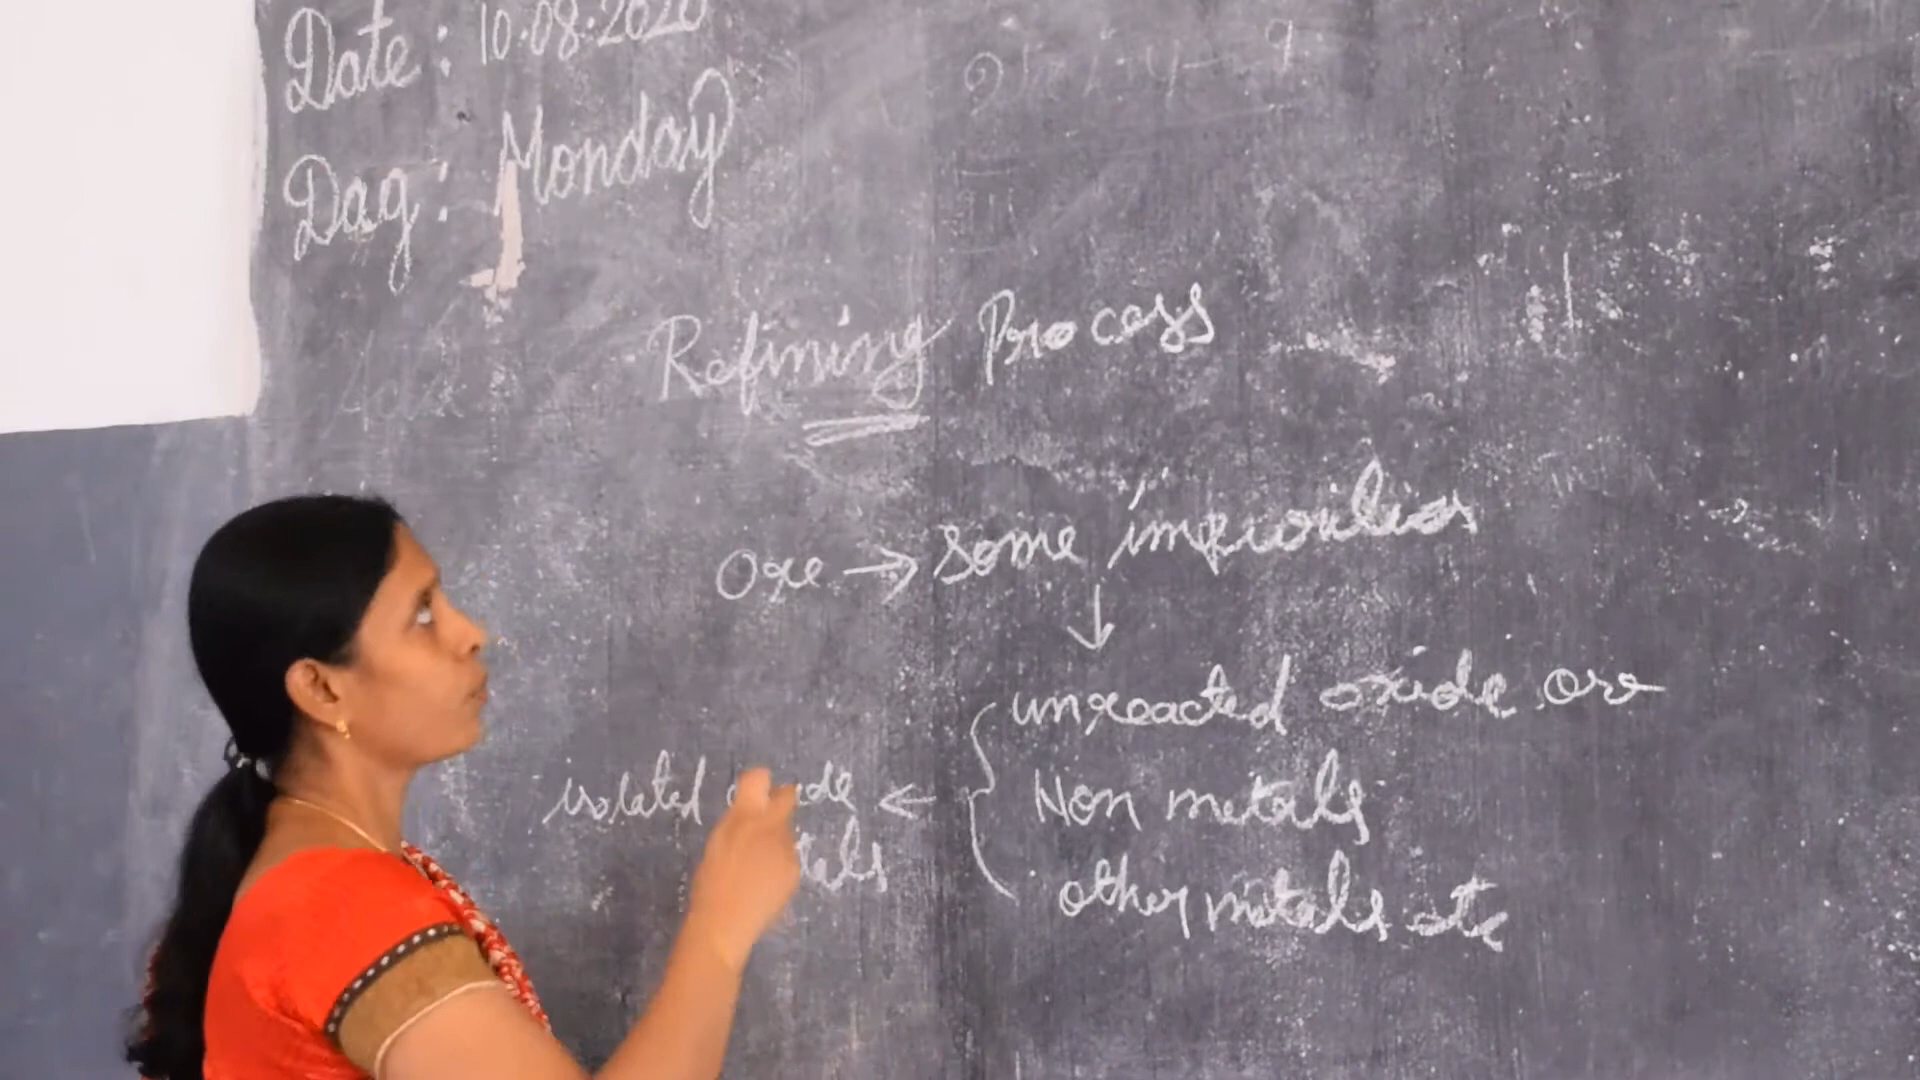 Date: 10.08.2020
Day: Monday
Refining Process
Ore → some impurities
↓
unreacted oxide ore
isolated ← Non metals
other metals etc